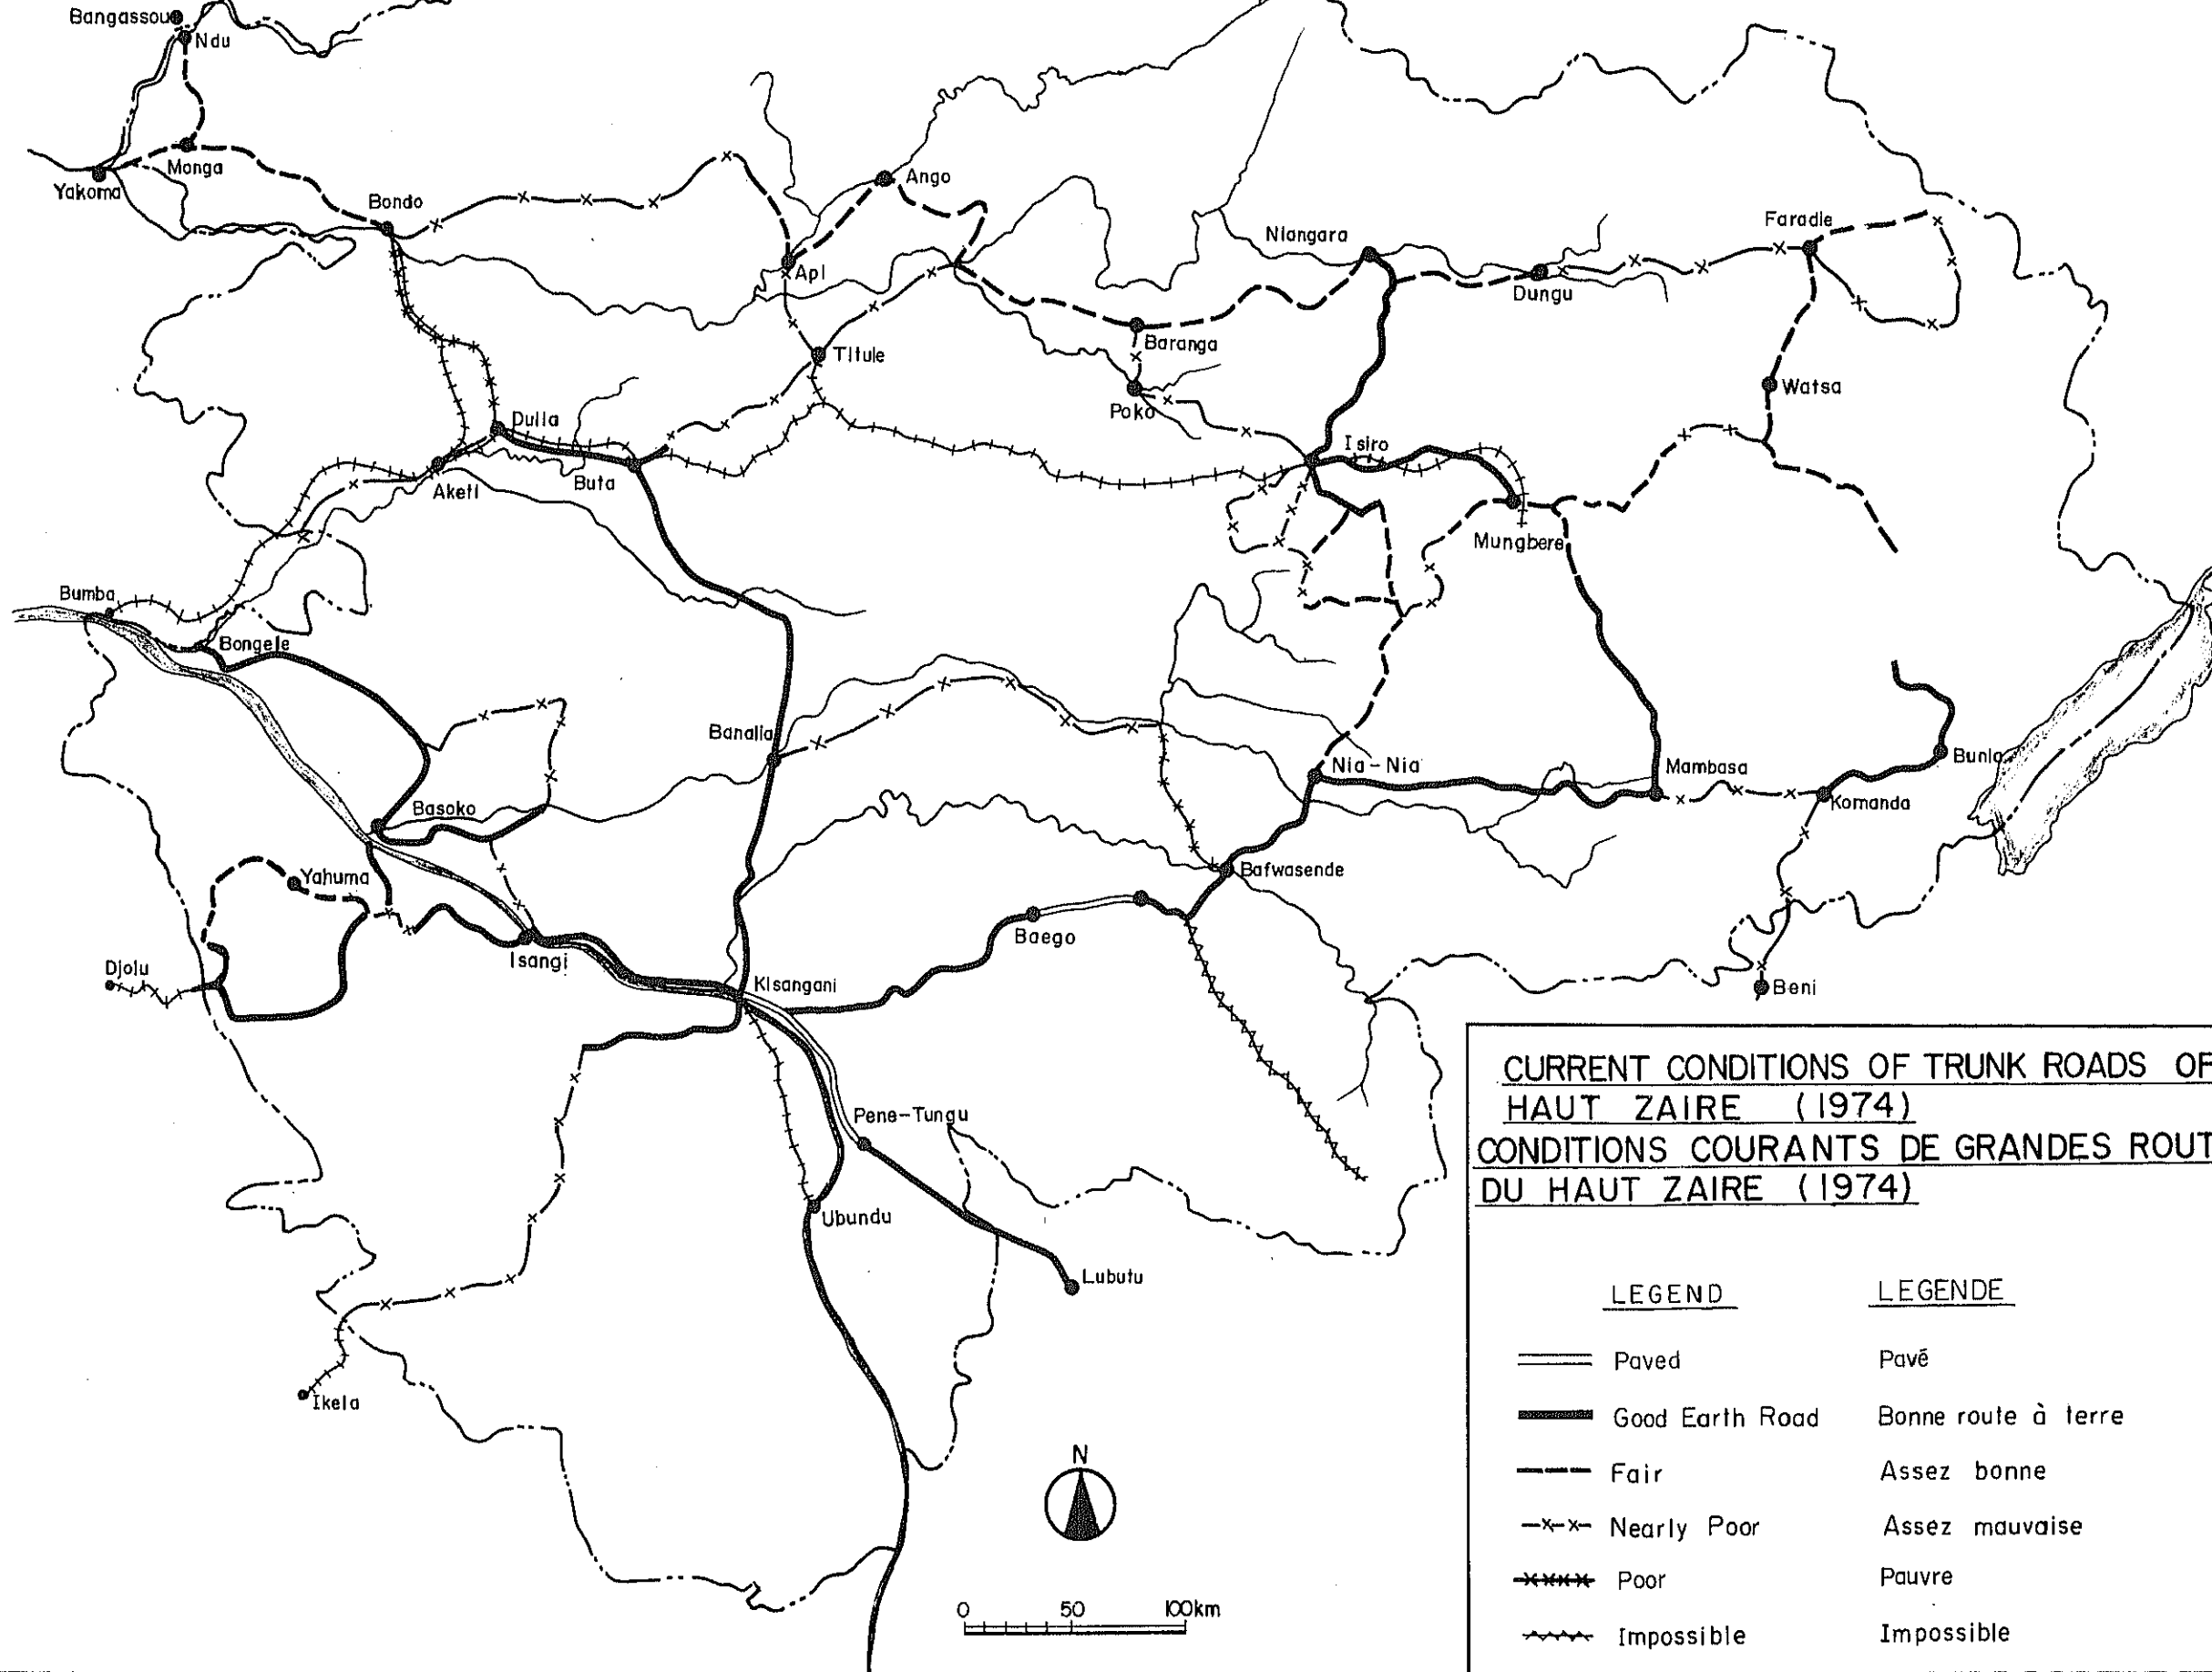 Bangassou
Ndu
Monga
Yakoma
Bondo
Ango
Apl
Niangara
Faradle
Dungu
Baranga
Titule
Poko
Watsa
Dulla
Isiro
Aketi
Buta
Mungbere
Bumba
Bongele
Banalia
Nia-Nia
Mambasa
Bunia
Komanda
Basoko
Yahuma
Bafwasende
Baego
Isangi
Djolu
Kisangani
Beni
Pene-Tungu
Ubundu
Lubutu
Ikela
N
0 50 100km
CURRENT CONDITIONS OF TRUNK ROADS OF
HAUT ZAIRE (1974)
CONDITIONS COURANTS DE GRANDES ROUT
DU HAUT ZAIRE (1974)
LEGEND LEGENDE
Paved Pavé
Good Earth Road Bonne route à terre
Fair Assez bonne
Nearly Poor Assez mauvaise
Poor Pauvre
Impossible Impossible